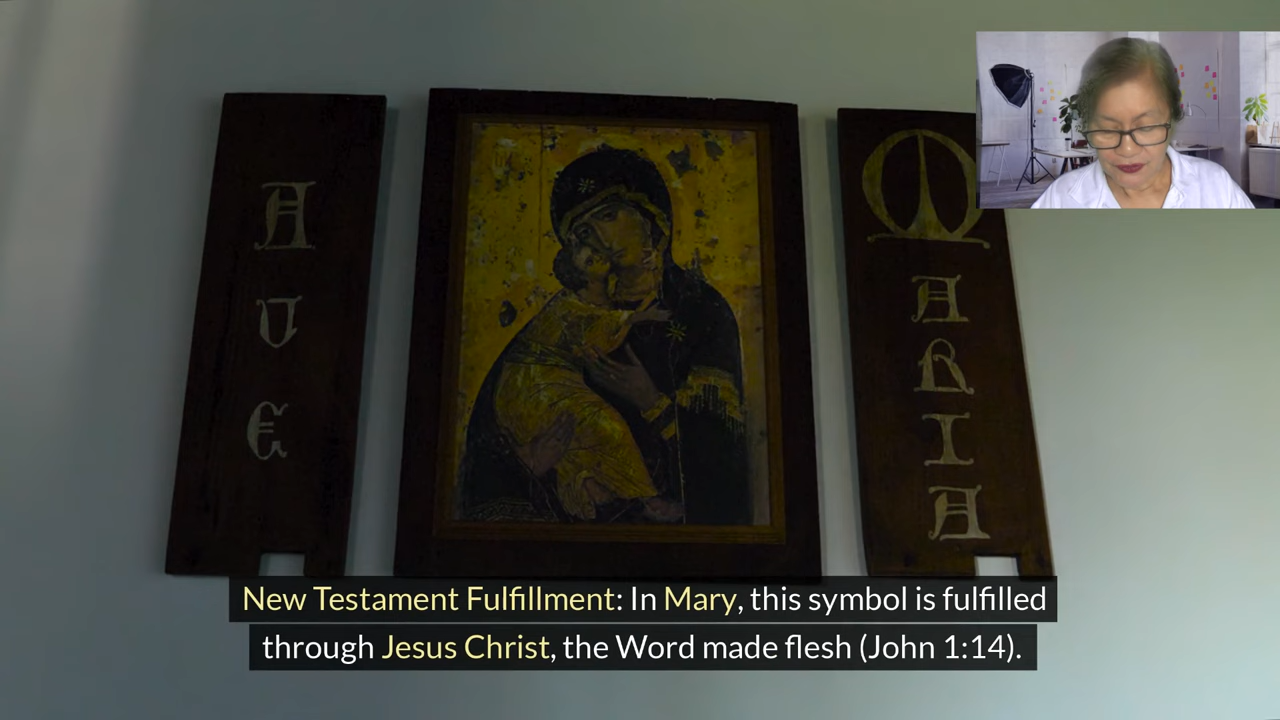 AVE
MARIA
New Testament Fulfillment: In Mary, this symbol is fulfilled
through Jesus Christ, the Word made flesh (John 1:14).